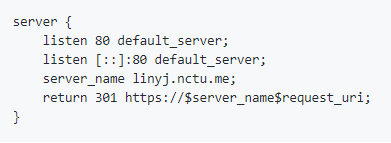 server {
    listen 80 default_server;
    listen [::]:80 default_server;
    server_name linyj.nctu.me;
    return 301 https://$server_name$request_uri;
}